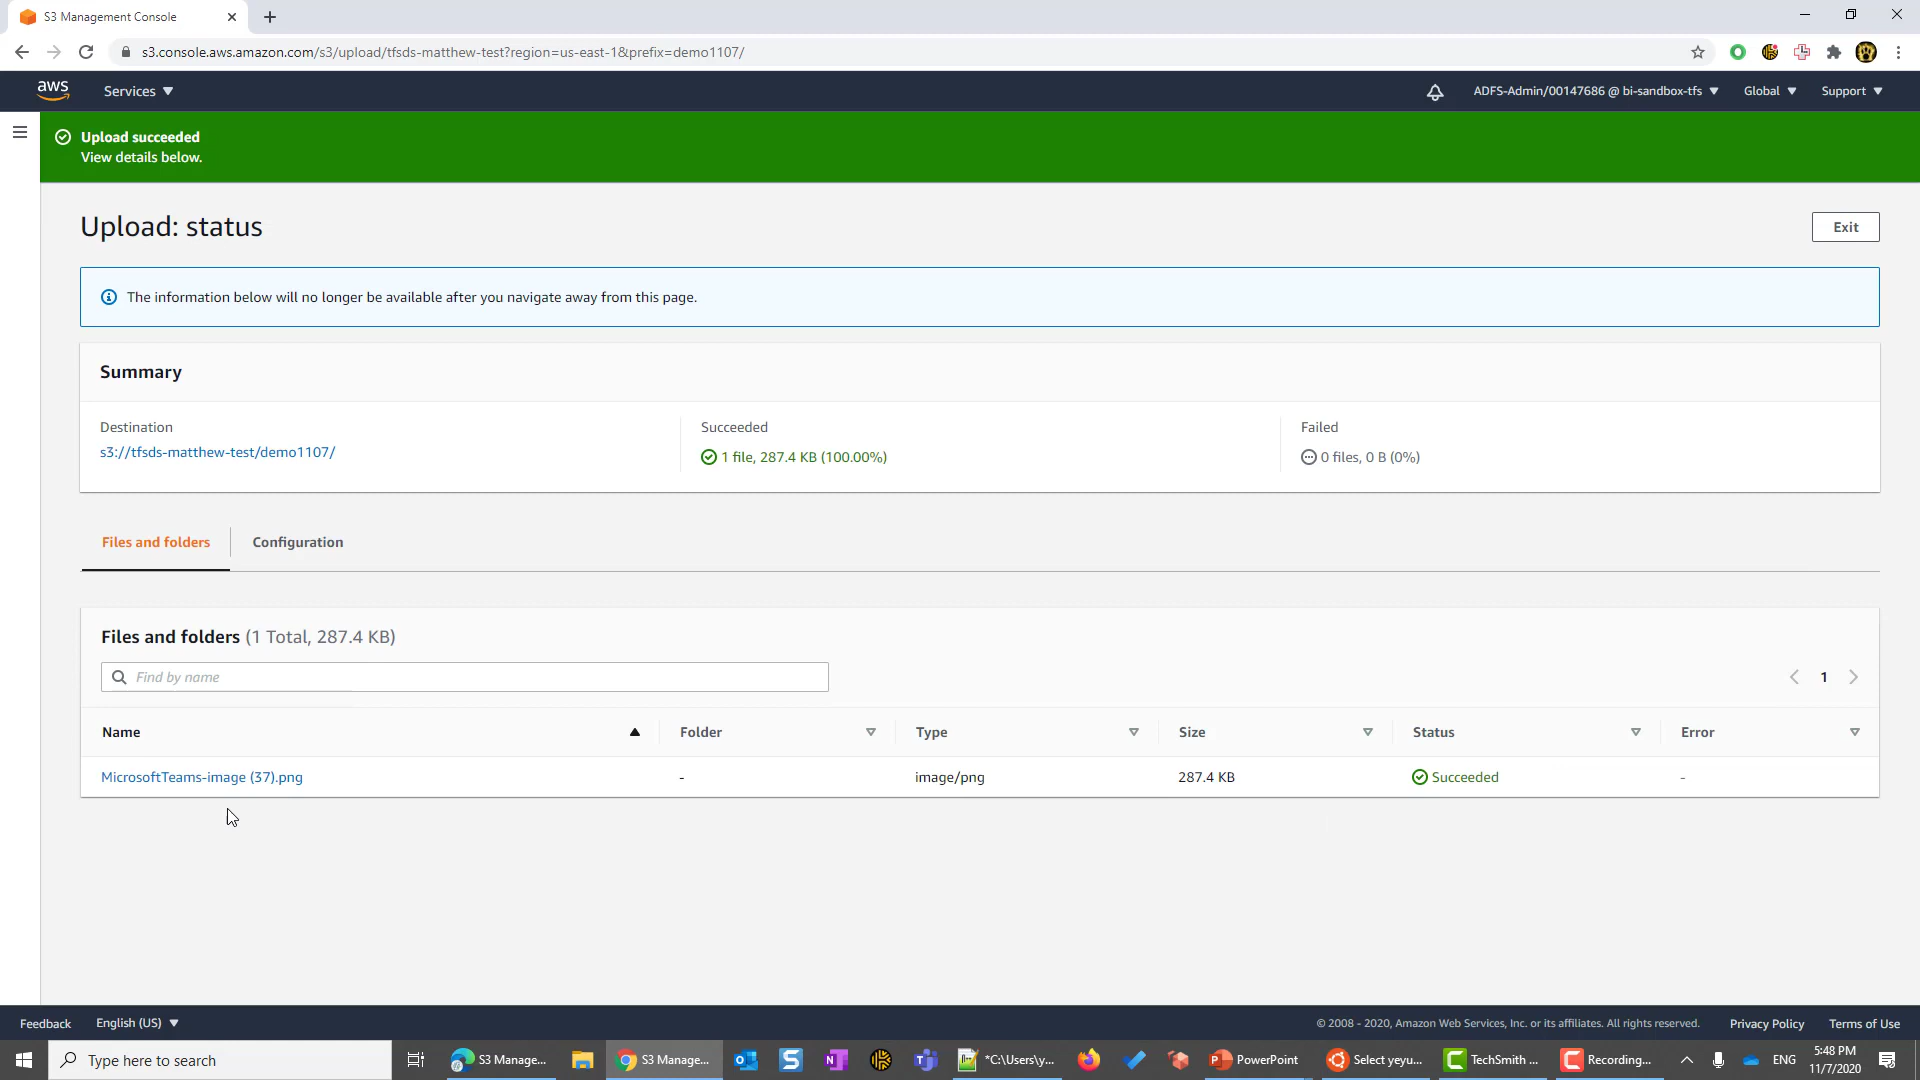 S3 Management Console
s3.console.aws.amazon.com/s3/upload/tfsds-matthew-test?region=us-east-1&prefix=demo1107/
aws
Services
ADFS-Admin/00147686 @ bi-sandbox-tfs
Global
Support
Upload succeeded
View details below.
Upload: status
Exit
The information below will no longer be available after you navigate away from this page.
Summary
Destination
Succeeded
Failed
s3://tfsds-matthew-test/demo1107/
1 file, 287.4 KB (100.00%)
0 files, 0 B (0%)
Files and folders
Configuration
Files and folders (1 Total, 287.4 KB)
Find by name
1
Name
Folder
Type
Size
Status
Error
MicrosoftTeams-image (37).png
-
image/png
287.4 KB
Succeeded
-
Feedback
English (US)
© 2008 - 2020, Amazon Web Services, Inc. or its affiliates. All rights reserved.
Privacy Policy
Terms of Use
Type here to search
S3 Manage...
S3 Manage...
*C:\Users\y...
PowerPoint
Select yeyu...
TechSmith ...
Recording...
ENG
5:48 PM
11/7/2020